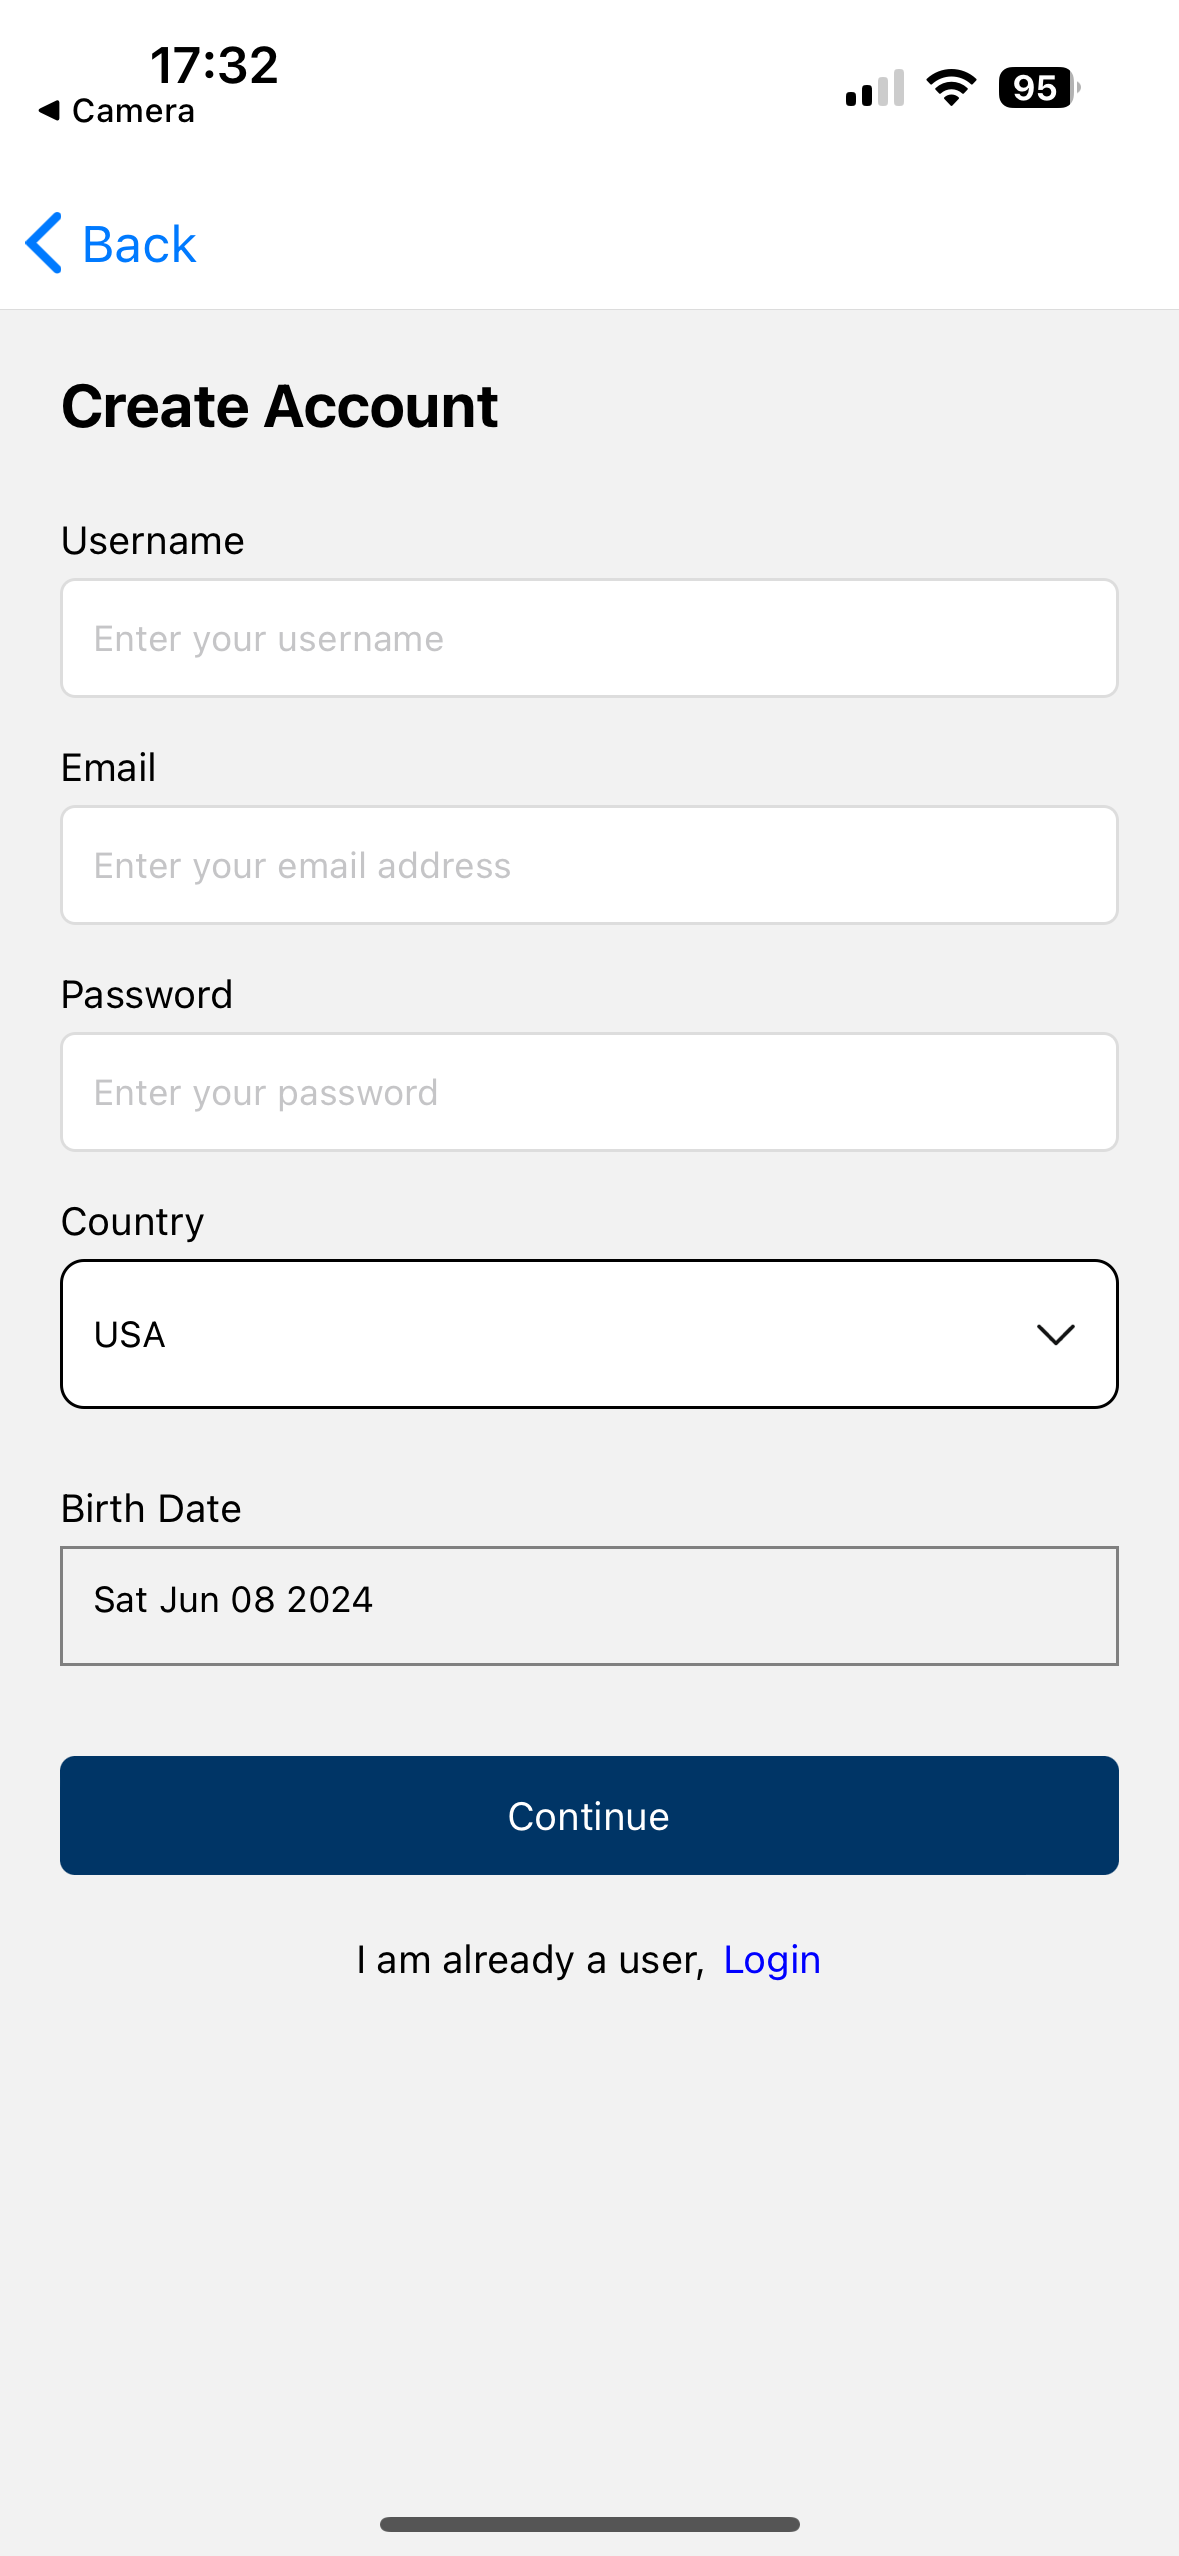 17:32
Camera
95
Back
Create Account
Username
Enter your username
Email
Enter your email address
Password
Enter your password
Country
USA
Birth Date
Sat Jun 08 2024
Continue
I am already a user, Login